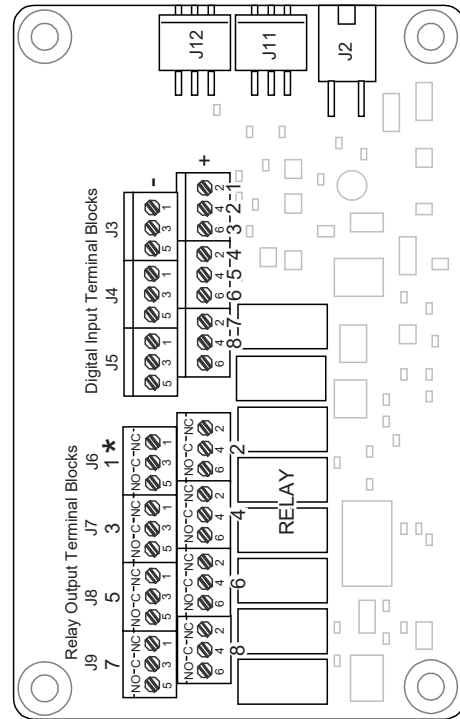 Relay Output Terminal Blocks Digital Input Terminal Blocks
J9 J8 J7 J6 J5 J4 J3
7 5 3 1 *
NO C NC NO C NC NO C NC NO C NC -
5 3 1 5 3 1 5 3 1 5 3 1 5 3 1 5 3 1 5 3 1
NO C NC NO C NC NO C NC NO C NC + J12
6 4 2 6 4 2 6 4 2 6 4 2 6 4 2 6 4 2 6 4 2
8 6 4 2 8 7 6 5 4 3 2 1
RELAY J11
J2